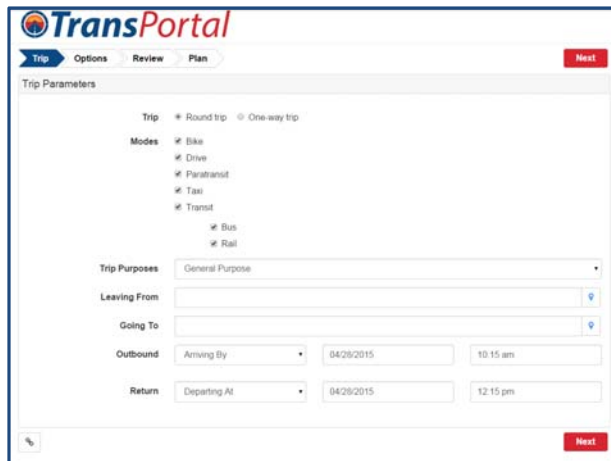 TransPortal
Trip Options Review Plan Next
Trip Parameters
Trip Round trip One-way trip
Modes Bike
Drive
Paratransit
Taxi
Transit
Bus
Rail
Trip Purposes General Purpose
Leaving From
Going To
Outbound Arriving By 04/28/2015 10:15 am
Return Departing At 04/28/2015 12:15 pm
Next